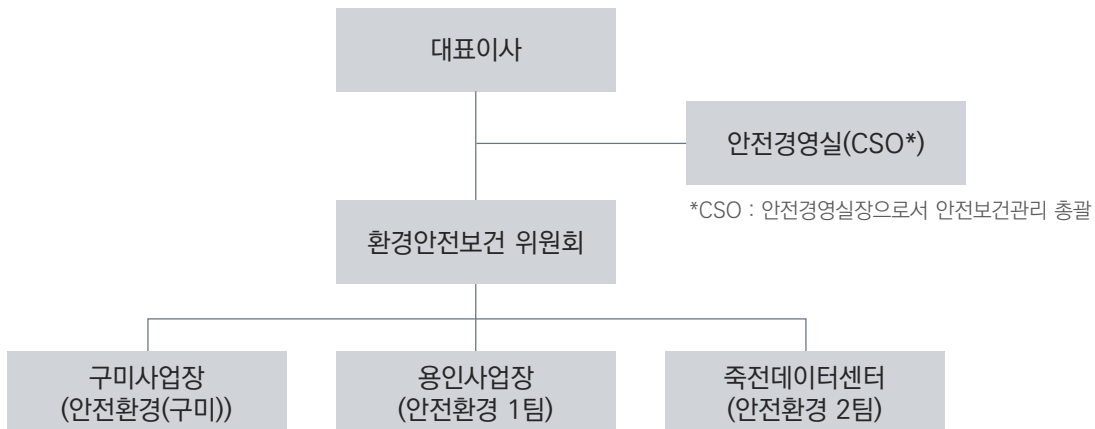 대표이사
안전경영실(CSO*)
*CSO : 안전경영실장으로서 안전보건관리 총괄
환경안전보건 위원회
구미사업장
(안전환경(구미))
용인사업장
(안전환경 1팀)
죽전데이터센터
(안전환경 2팀)